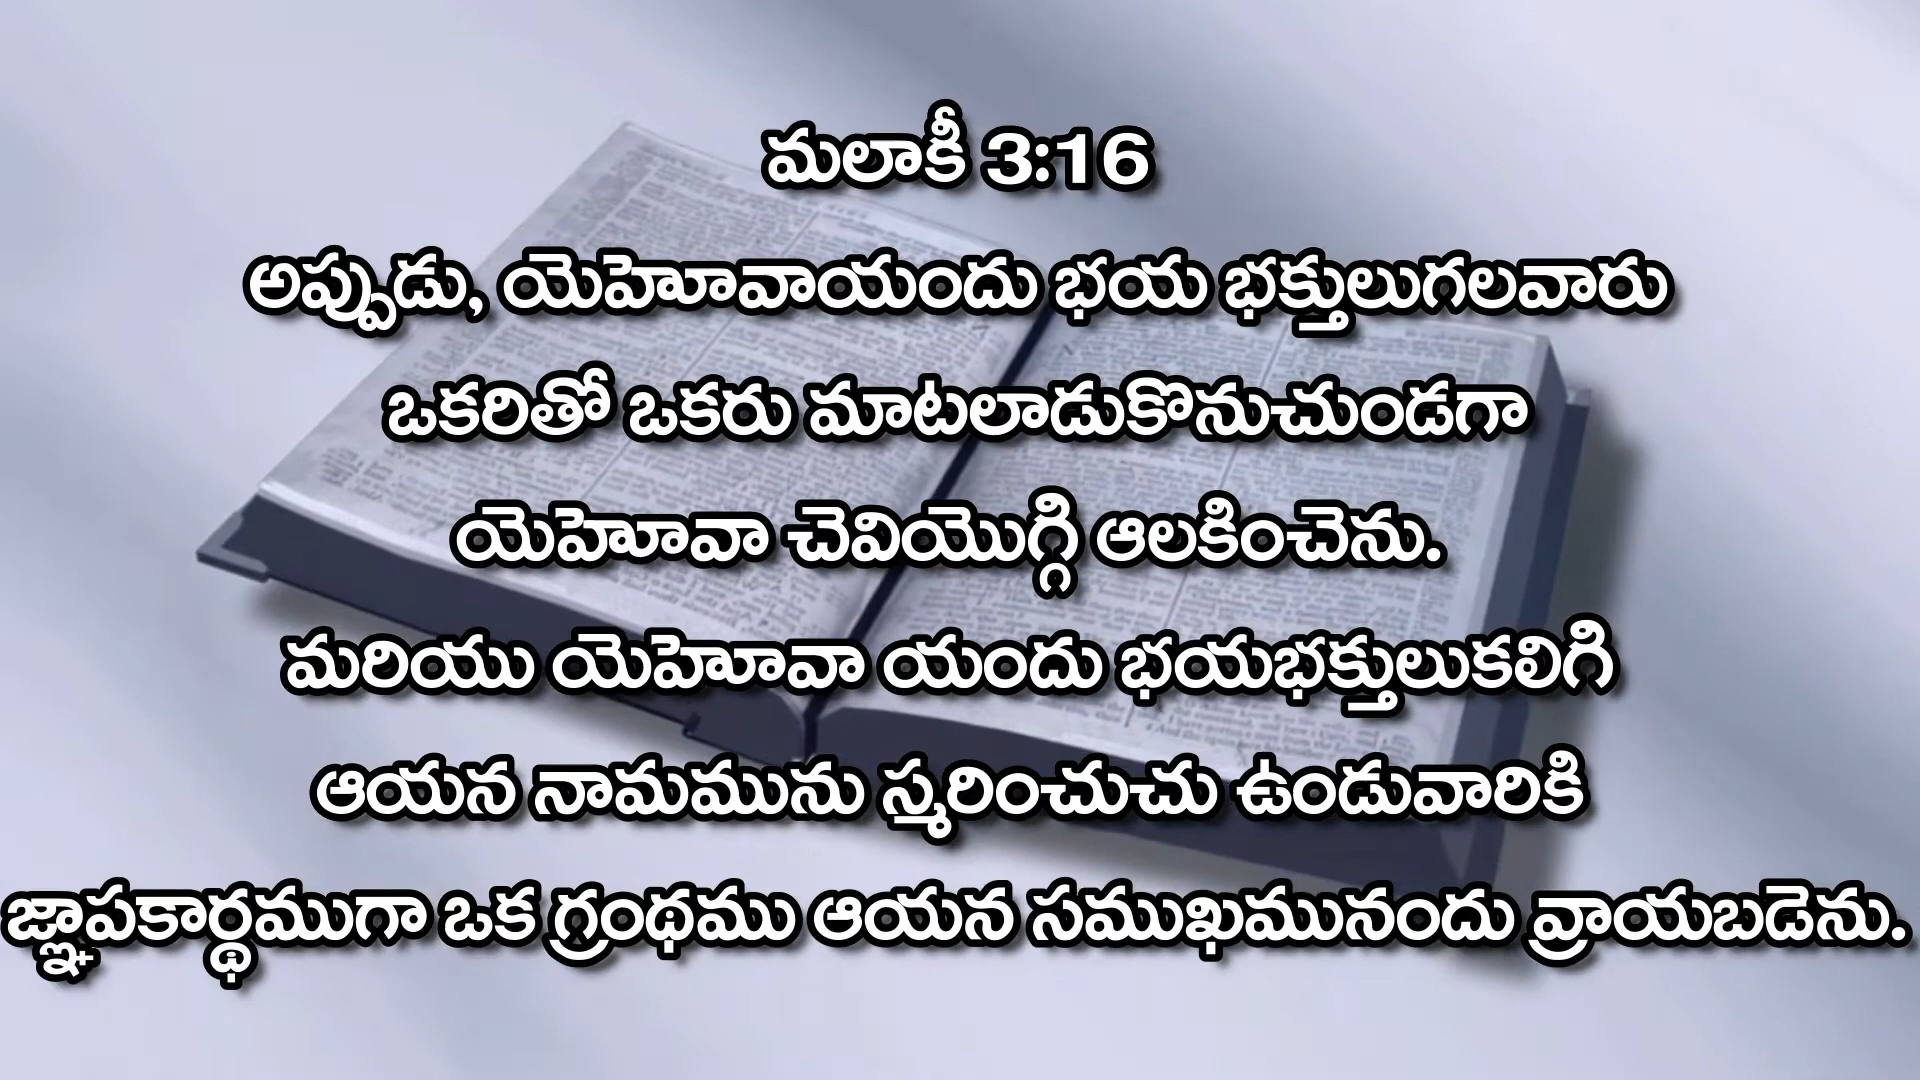 మలాకీ 3:16
అప్పుడు, యెహెూవాయందు భయ భక్తులుగలవారు
ఒకరితో ఒకరు మాటలాడుకొనుచుండగా
యెహెూవా చెవియొగ్గి ఆలకించెను.
మరియు యెహెూవా యందు భయభక్తులుకలిగి
ఆయన నామమును స్మరించుచు ఉండువారికి
జ్ఞాపకార్థముగా ఒక గ్రంథము ఆయన సముఖమునందు వ్రాయబడెను.